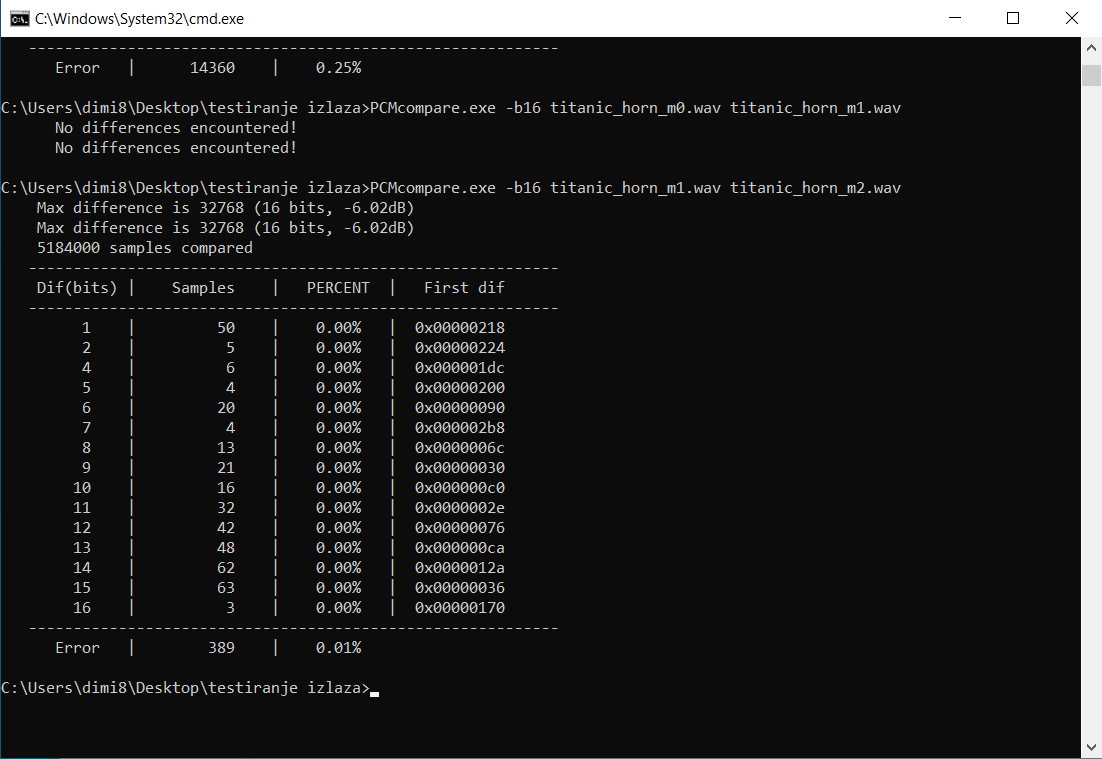 C:\Windows\System32\cmd.exe
-----------------------------------------------------------
Error | 14360 | 0.25%
C:\Users\dimi8\Desktop\testiranje izlaza>PCMcompare.exe -b16 titanic_horn_m0.wav titanic_horn_m1.wav
No differences encountered!
No differences encountered!
C:\Users\dimi8\Desktop\testiranje izlaza>PCMcompare.exe -b16 titanic_horn_m1.wav titanic_horn_m2.wav
Max difference is 32768 (16 bits, -6.02dB)
Max difference is 32768 (16 bits, -6.02dB)
5184000 samples compared
-----------------------------------------------------------
Dif(bits) | Samples | PERCENT | First dif
-----------------------------------------------------------
1 | 50 | 0.00% | 0x00000218
2 | 5 | 0.00% | 0x00000224
4 | 6 | 0.00% | 0x000001dc
5 | 4 | 0.00% | 0x00000200
6 | 20 | 0.00% | 0x00000090
7 | 4 | 0.00% | 0x000002b8
8 | 13 | 0.00% | 0x0000006c
9 | 21 | 0.00% | 0x00000030
10 | 16 | 0.00% | 0x000000c0
11 | 32 | 0.00% | 0x0000002e
12 | 42 | 0.00% | 0x00000076
13 | 48 | 0.00% | 0x000000ca
14 | 62 | 0.00% | 0x0000012a
15 | 63 | 0.00% | 0x00000036
16 | 3 | 0.00% | 0x00000170
-----------------------------------------------------------
Error | 389 | 0.01%
C:\Users\dimi8\Desktop\testiranje izlaza>